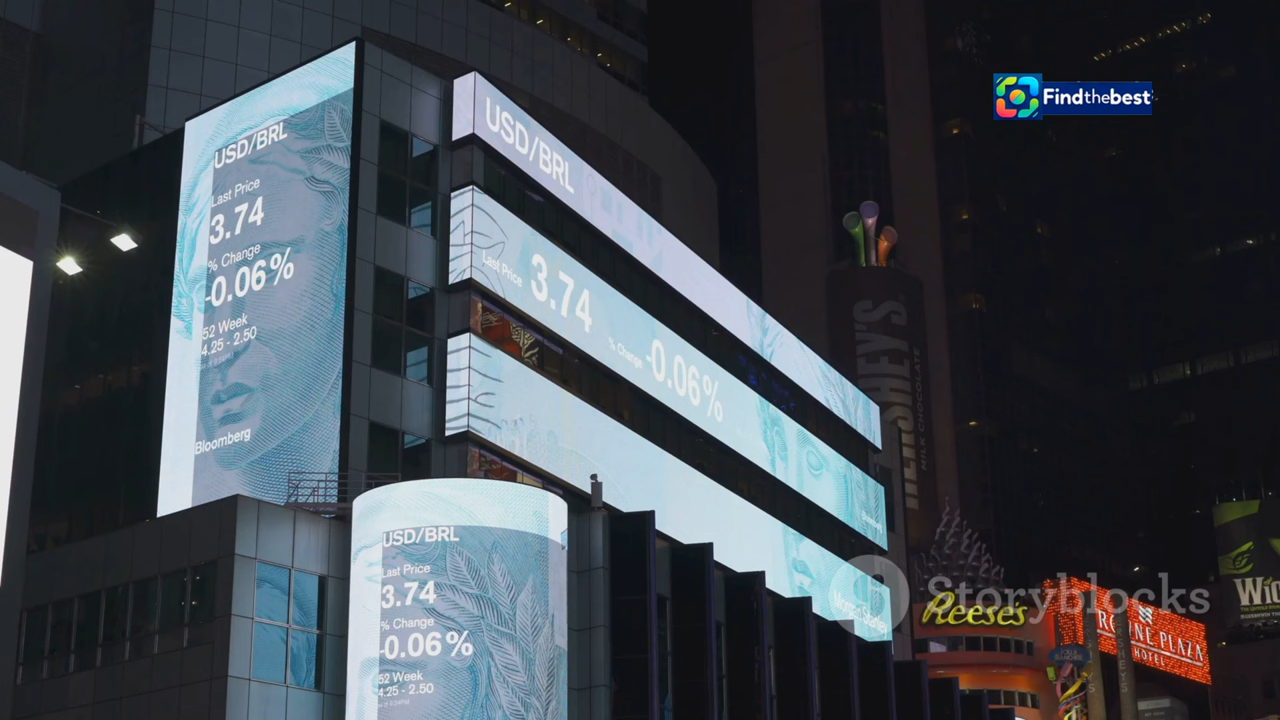 Findthebest
USD/BRL
Last Price
3.74
% Change
-0.06%
52 Week
4.25 - 2.50
Bloomberg
USD/BRL
Last Price 3.74 % Change -0.06%
Morgan Stanley
USD/BRL
Last Price
3.74
% Change
-0.06%
52 Week
4.25 - 2.50
HERSHEY'S
MILK CHOCOLATE
Storyblocks
Reese's
CROWNE PLAZA
HOTEL
HERSHEY'S